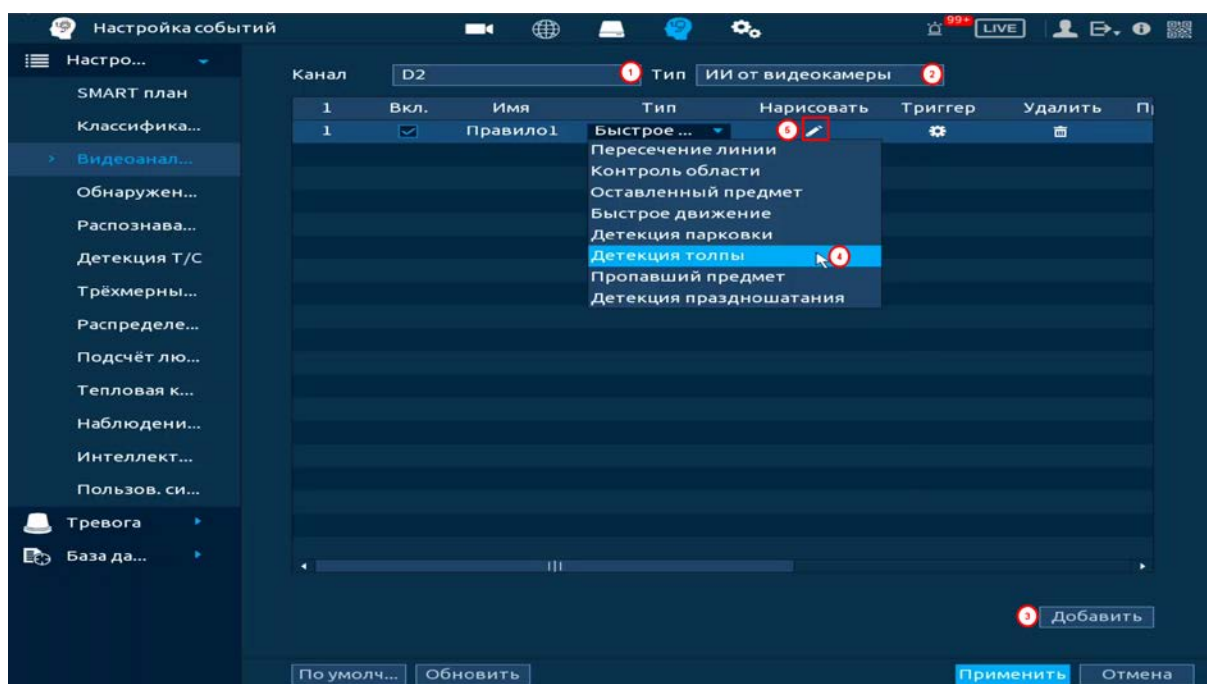 Настройка событий 99+ LIVE
Настро...
SMART план
Классифика...
Видеоанал...
Обнаружен...
Распознава...
Детекция Т/С
Трёхмерны...
Распределе...
Подсчёт лю...
Тепловая к...
Наблюдени...
Интеллект...
Пользов. си...
Тревога
База да...
Канал D2 1 Тип ИИ от видеокамеры 2
1 Вкл. Имя Тип Нарисовать Триггер Удалить
1 Правило1 Быстрое ... 5
Пересечение линии
Контроль области
Оставленный предмет
Быстрое движение
Детекция парковки
Детекция толпы 4
Пропавший предмет
Детекция праздношатания
3 Добавить
По умолч... Обновить Применить Отмена